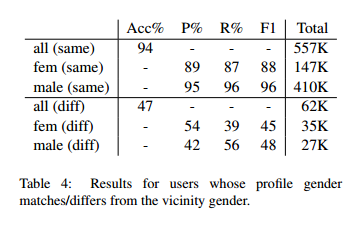 Acc% P% R% F1 Total
all (same) 94 - - - 557K
fem (same) - 89 87 88 147K
male (same) - 95 96 96 410K
all (diff) 47 - - - 62K
fem (diff) - 54 39 45 35K
male (diff) - 42 56 48 27K
Table 4: Results for users whose profile gender
matches/differs from the vicinity gender.